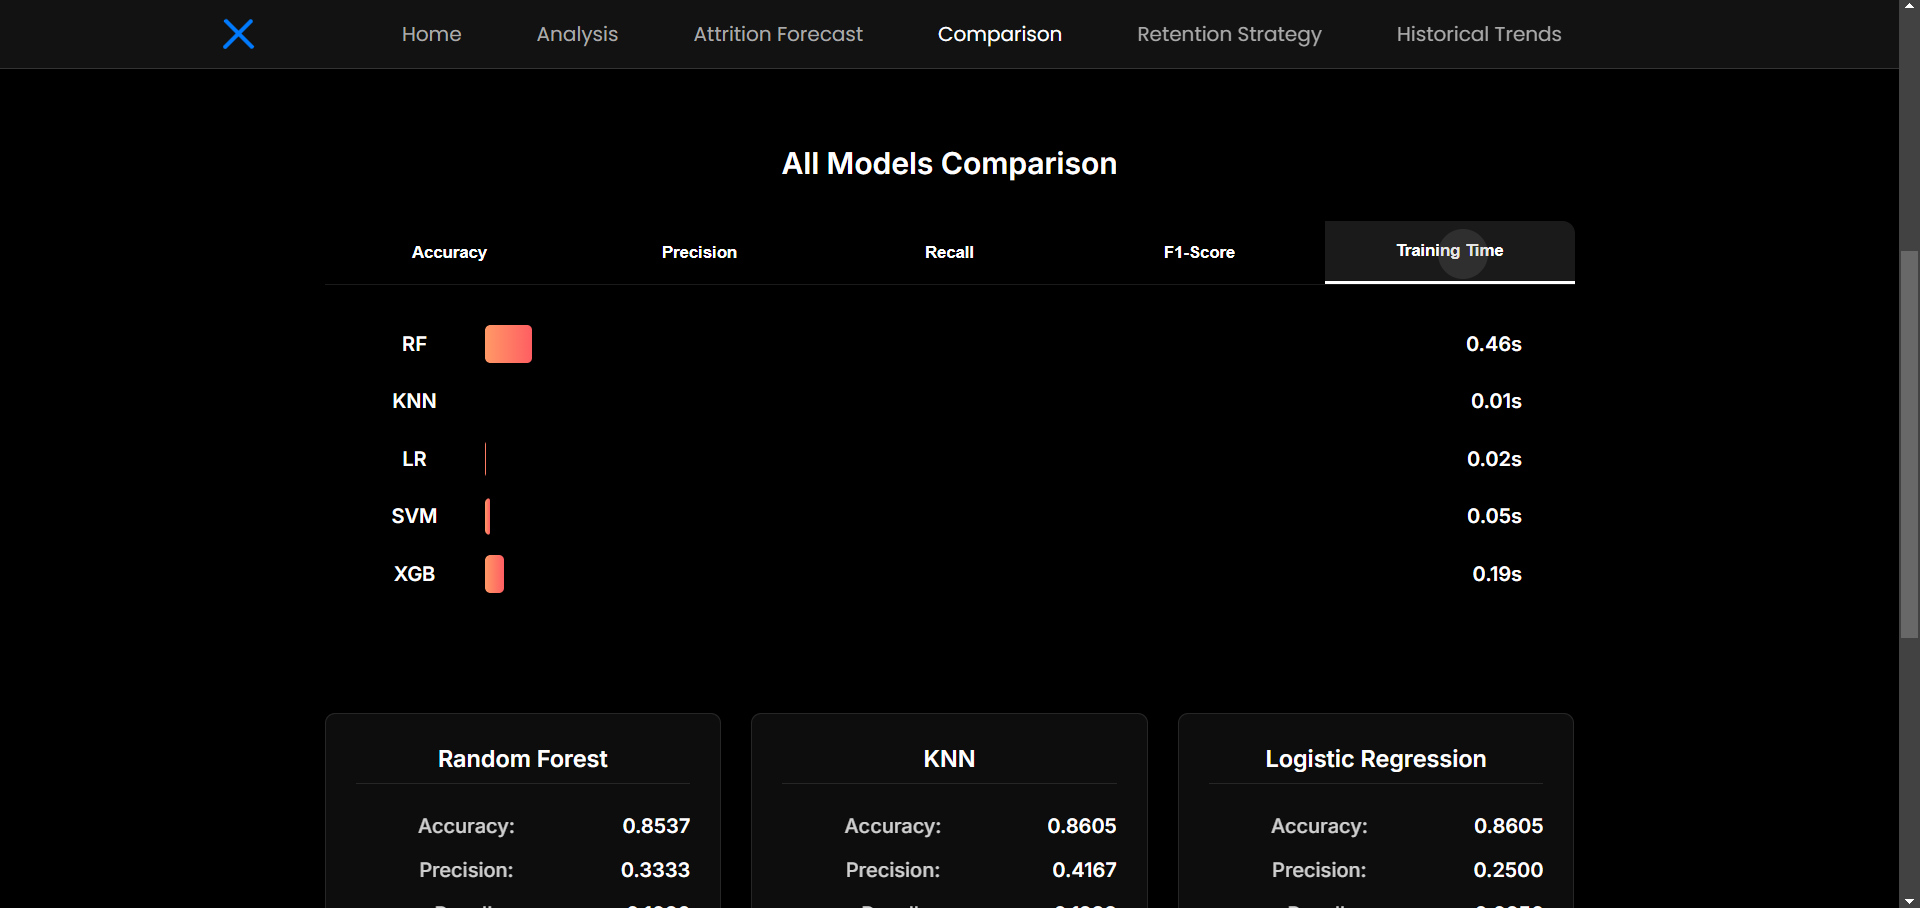 Home Analysis Attrition Forecast Comparison Retention Strategy Historical Trends
All Models Comparison
Accuracy Precision Recall F1-Score Training Time
RF 0.46s
KNN 0.01s
LR 0.02s
SVM 0.05s
XGB 0.19s
Random Forest KNN Logistic Regression
Accuracy: 0.8537 Accuracy: 0.8605 Accuracy: 0.8605
Precision: 0.3333 Precision: 0.4167 Precision: 0.2500